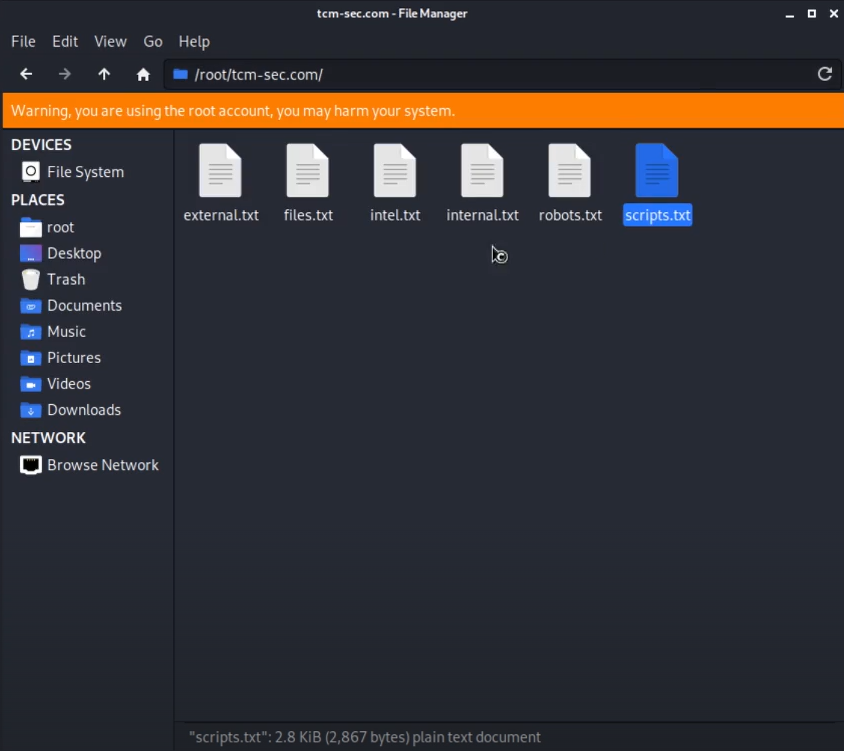 tcm-sec.com - File Manager
File Edit View Go Help
/root/tcm-sec.com/
Warning, you are using the root account, you may harm your system.
DEVICES
File System
PLACES
root
Desktop
Trash
Documents
Music
Pictures
Videos
Downloads
NETWORK
Browse Network
external.txt files.txt intel.txt internal.txt robots.txt scripts.txt
"scripts.txt": 2.8 KiB (2,867 bytes) plain text document